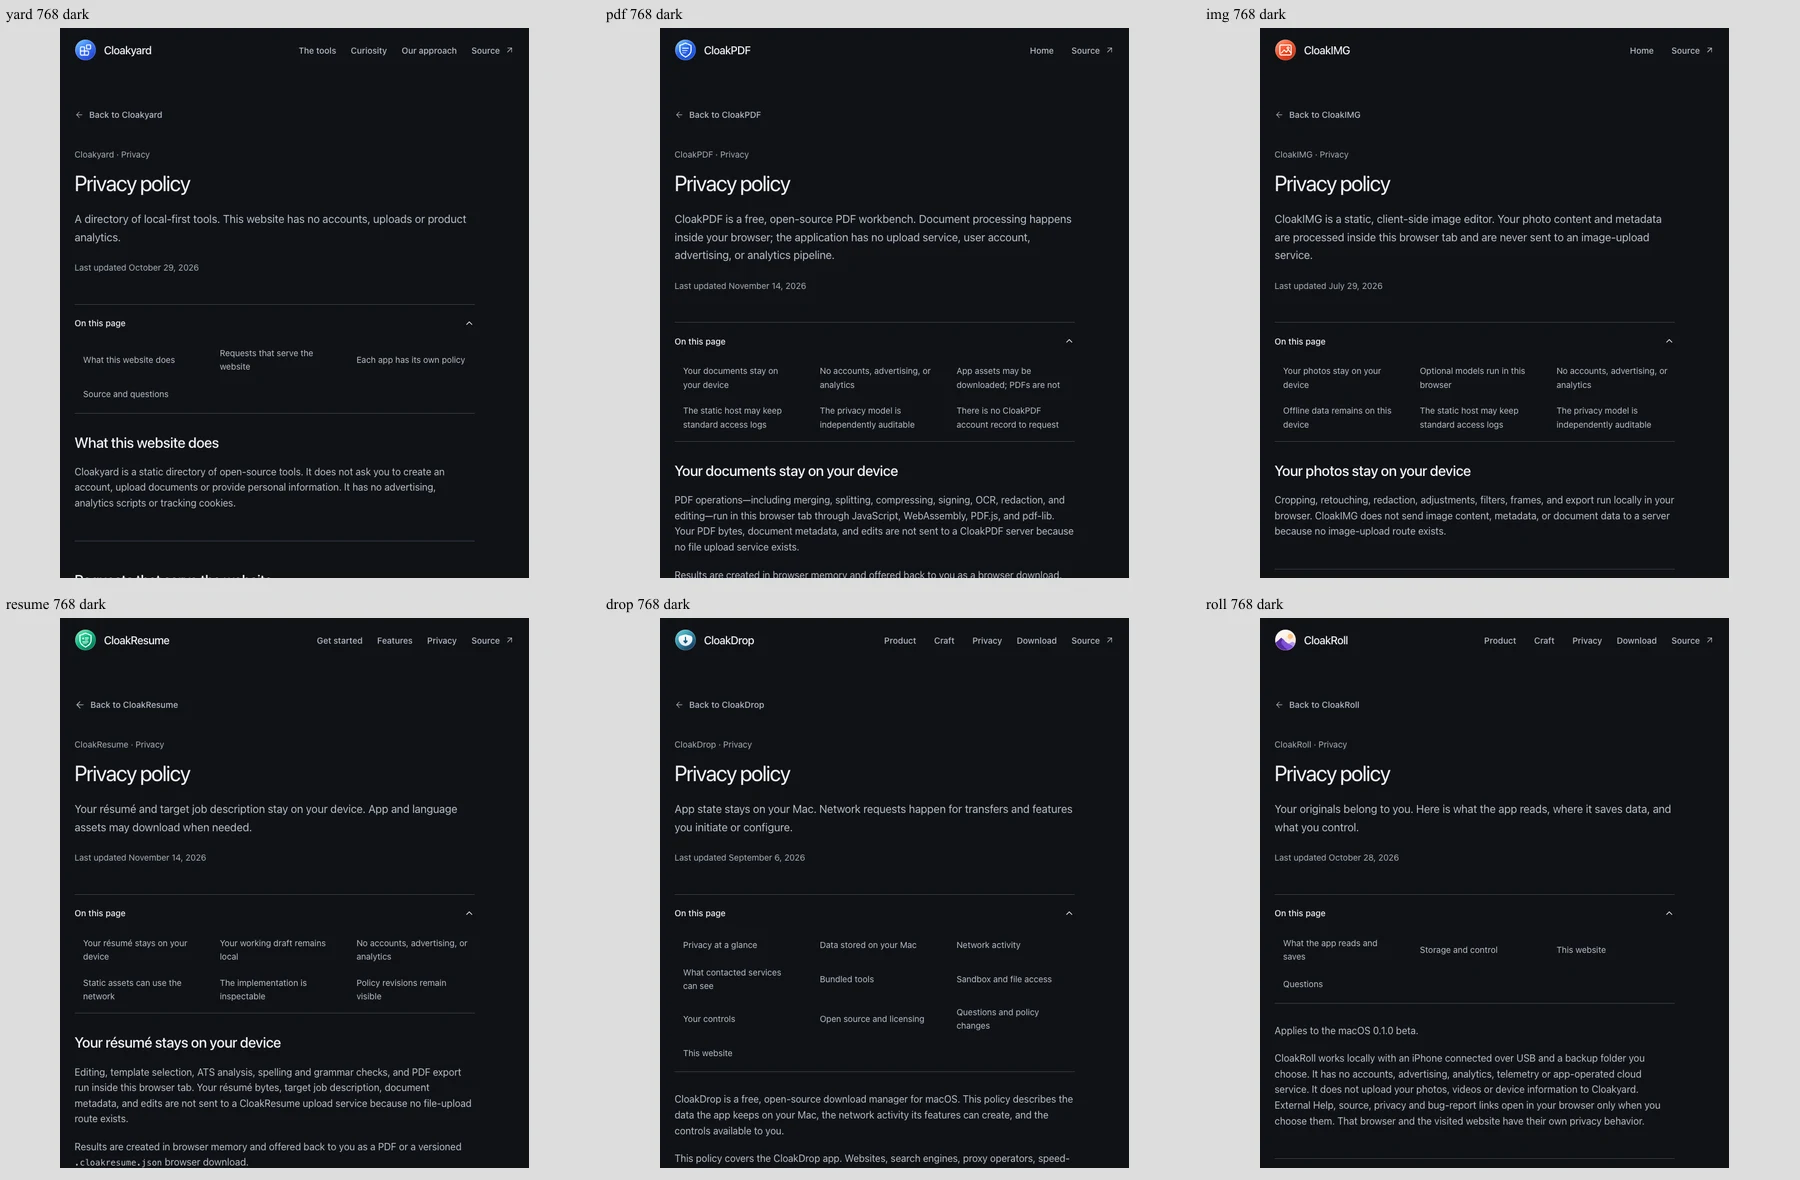 yard 768 dark
Cloakyard
The tools Curiosity Our approach Source ↗
← Back to Cloakyard
Cloakyard · Privacy
Privacy policy
A directory of local-first tools. This website has no accounts, uploads or product
analytics.
Last updated October 29, 2026
On this page
What this website does
Requests that serve the
website
Each app has its own policy
Source and questions
What this website does
Cloakyard is a static directory of open-source tools. It does not ask you to create an
account, upload documents or provide personal information. It has no advertising,
analytics scripts or tracking cookies.
Requests that serve the website
pdf 768 dark
CloakPDF
Home Source ↗
← Back to CloakPDF
CloakPDF · Privacy
Privacy policy
CloakPDF is a free, open-source PDF workbench. Document processing happens
inside your browser; the application has no upload service, user account,
advertising, or analytics pipeline.
Last updated November 14, 2026
On this page
Your documents stay on
your device
No accounts, advertising, or
analytics
App assets may be
downloaded; PDFs are not
The static host may keep
standard access logs
The privacy model is
independently auditable
There is no CloakPDF
account record to request
Your documents stay on your device
PDF operations—including merging, splitting, compressing, signing, OCR, redaction, and
editing—run in this browser tab through JavaScript, WebAssembly, PDF.js, and pdf-lib.
Your PDF bytes, document metadata, and edits are not sent to a CloakPDF server because
no file upload service exists.
Results are created in browser memory and offered back to you as a browser download.
img 768 dark
CloakIMG
Home Source ↗
← Back to CloakIMG
CloakIMG · Privacy
Privacy policy
CloakIMG is a static, client-side image editor. Your photo content and metadata
are processed inside this browser tab and are never sent to an image-upload
service.
Last updated July 29, 2026
On this page
Your photos stay on your
device
Optional models run in this
browser
No accounts, advertising, or
analytics
Offline data remains on this
device
The static host may keep
standard access logs
The privacy model is
independently auditable
Your photos stay on your device
Cropping, retouching, redaction, adjustments, filters, frames, and export run locally in your
browser. CloakIMG does not send image content, metadata, or document data to a server
because no image-upload route exists.
resume 768 dark
CloakResume
Get started Features Privacy Source ↗
← Back to CloakResume
CloakResume · Privacy
Privacy policy
Your résumé and target job description stay on your device. App and language
assets may download when needed.
Last updated November 14, 2026
On this page
Your résumé stays on your
device
Your working draft remains
local
No accounts, advertising, or
analytics
Static assets can use the
network
The implementation is
inspectable
Policy revisions remain
visible
Your résumé stays on your device
Editing, template selection, ATS analysis, spelling and grammar checks, and PDF export
run inside this browser tab. Your résumé bytes, target job description, document
metadata, and edits are not sent to a CloakResume upload service because no file-upload
route exists.
Results are created in browser memory and offered back to you as a PDF or a versioned
.cloakresume.json browser download.
drop 768 dark
CloakDrop
Product Craft Privacy Download Source ↗
← Back to CloakDrop
CloakDrop · Privacy
Privacy policy
App state stays on your Mac. Network requests happen for transfers and features
you initiate or configure.
Last updated September 6, 2026
On this page
Privacy at a glance
Data stored on your Mac
Network activity
What contacted services
can see
Bundled tools
Sandbox and file access
Your controls
Open source and licensing
Questions and policy
changes
This website
CloakDrop is a free, open-source download manager for macOS. This policy describes the
data the app keeps on your Mac, the network activity its features can create, and the
controls available to you.
This policy covers the CloakDrop app. Websites, search engines, proxy operators, speed-
roll 768 dark
CloakRoll
Product Craft Privacy Download Source ↗
← Back to CloakRoll
CloakRoll · Privacy
Privacy policy
Your originals belong to you. Here is what the app reads, where it saves data, and
what you control.
Last updated October 28, 2026
On this page
What the app reads and
saves
Storage and control
This website
Questions
Applies to the macOS 0.1.0 beta.
CloakRoll works locally with an iPhone connected over USB and a backup folder you
choose. It has no accounts, advertising, analytics, telemetry or app-operated cloud
service. It does not upload your photos, videos or device information to Cloakyard.
External Help, source, privacy and bug-report links open in your browser only when you
choose them. That browser and the visited website have their own privacy behavior.